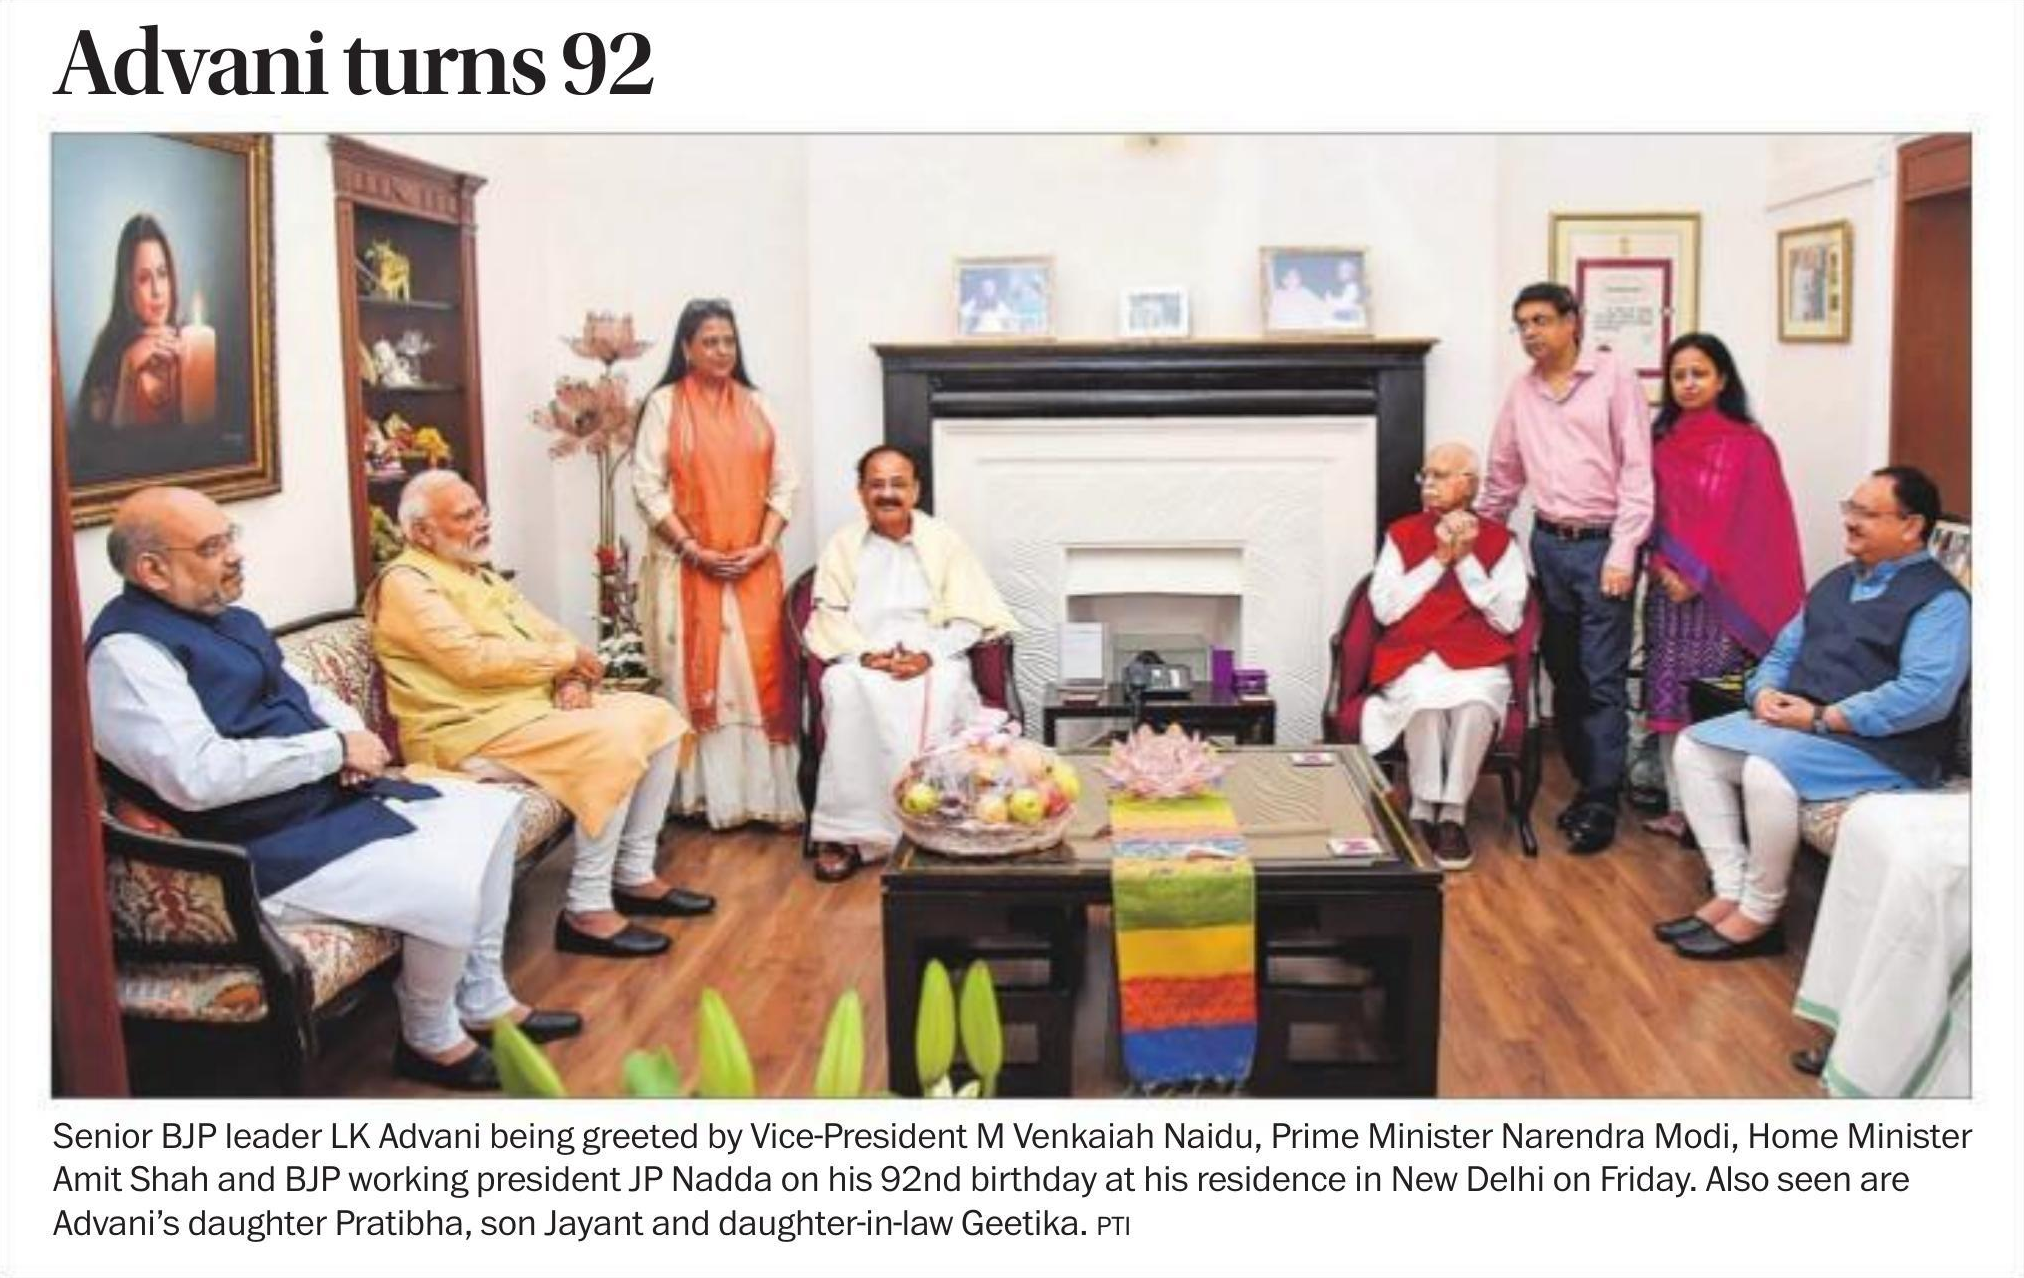 Advani turns 92
Senior BJP leader LK Advani being greeted by Vice-President M Venkaiah Naidu, Prime Minister Narendra Modi, Home Minister
Amit Shah and BJP working president JP Nadda on his 92nd birthday at his residence in New Delhi on Friday. Also seen are
Advani’s daughter Pratibha, son Jayant and daughter-in-law Geetika. PTI